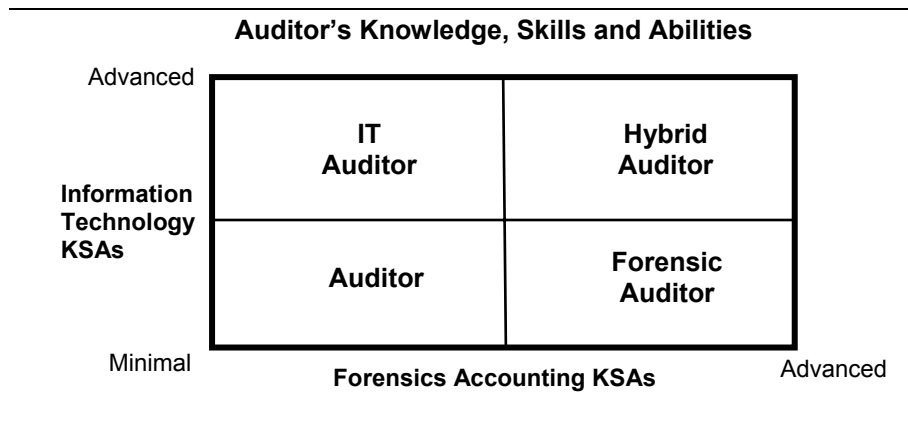 Auditor’s Knowledge, Skills and Abilities
Advanced
IT
Auditor
Hybrid
Auditor
Information
Technology
KSAs
Auditor
Forensic
Auditor
Minimal
Forensics Accounting KSAs
Advanced